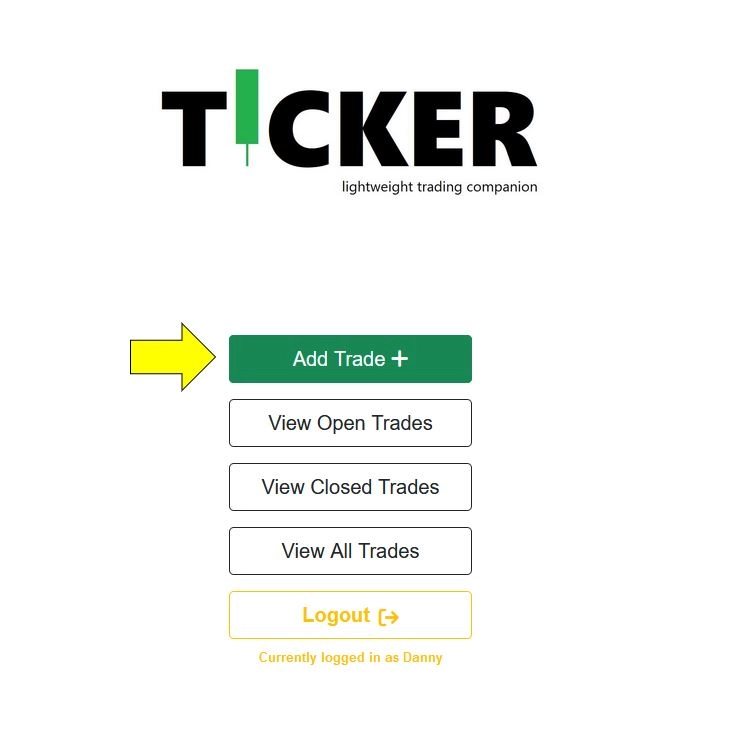 TICKER
lightweight trading companion
Add Trade +
View Open Trades
View Closed Trades
View All Trades
Logout
Currently logged in as Danny